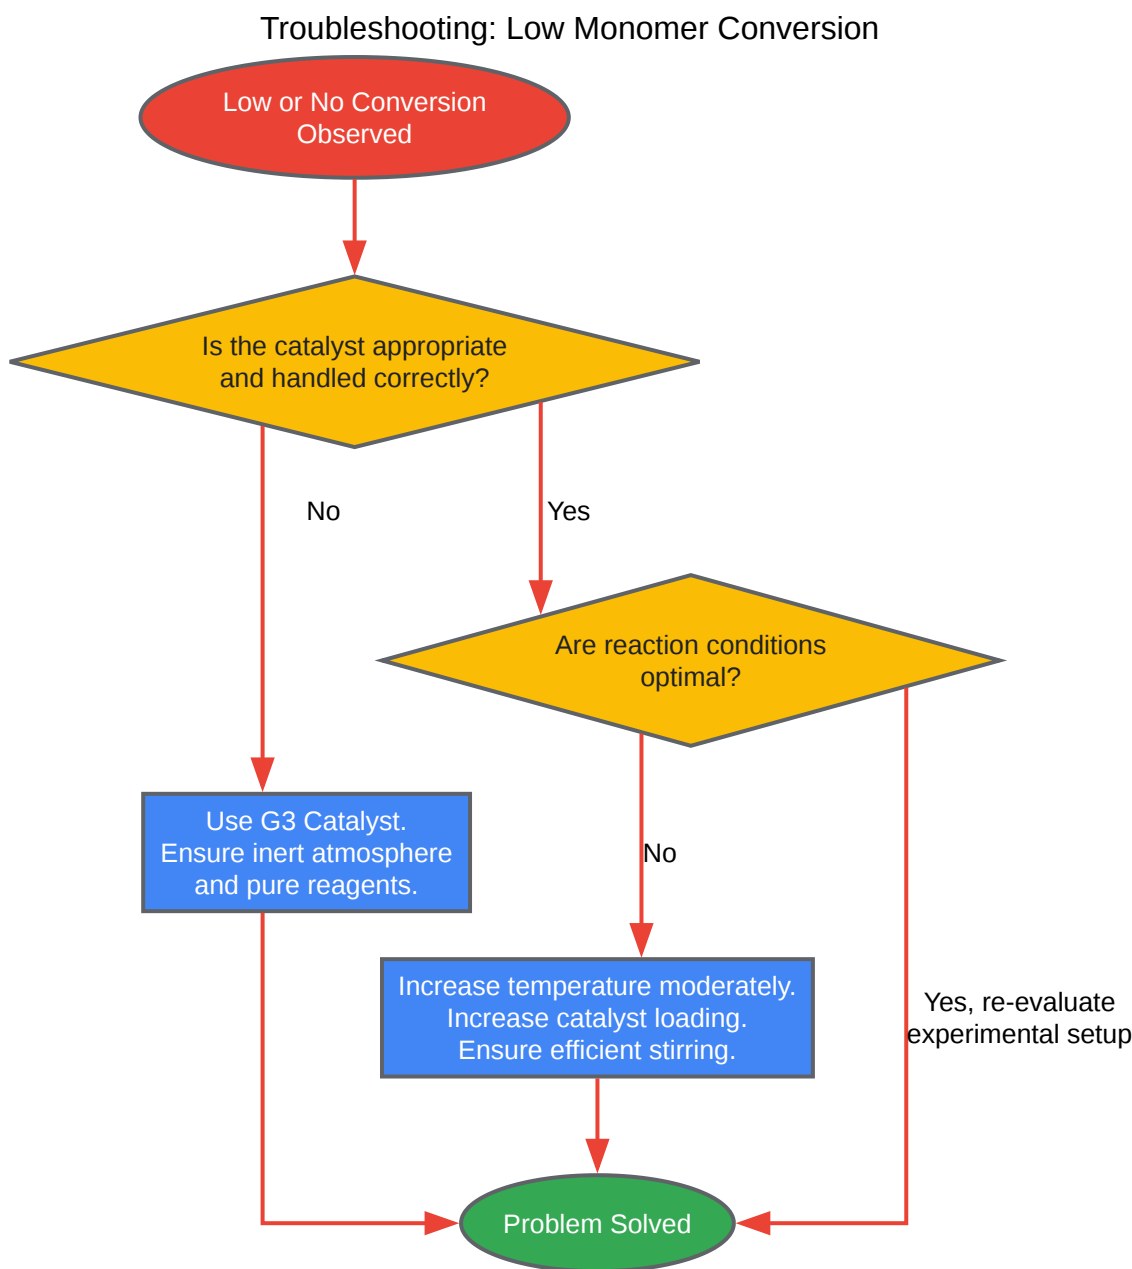 Troubleshooting: Low Monomer Conversion
Low or No Conversion
Observed
Is the catalyst appropriate
and handled correctly?
No
Yes
Are reaction conditions
optimal?
Use G3 Catalyst.
Ensure inert atmosphere
and pure reagents.
No
Increase temperature moderately.
Increase catalyst loading.
Ensure efficient stirring.
Yes, re-evaluate
experimental setup
Problem Solved